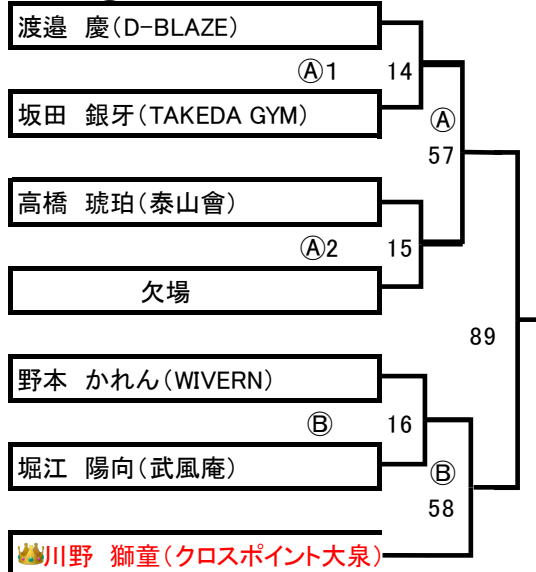 渡邉 慶(D-BLAZE)
Ⓐ1 14
坂田 銀牙(TAKEDA GYM)
Ⓐ
57
高橋 琥珀(泰山會)
Ⓐ2 15
欠場
89
野本 かれん(WIVERN)
Ⓑ 16
堀江 陽向(武風庵)
Ⓑ
58
川野 獅童(クロスポイント大泉)